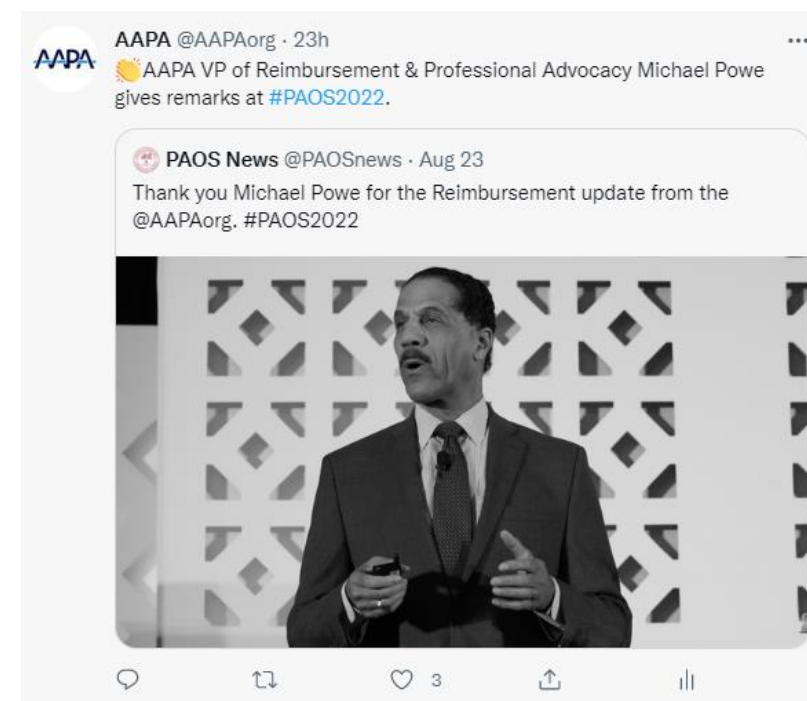 AAPA @AAPAorg · 23h
AAPA
👏AAPA VP of Reimbursement & Professional Advocacy Michael Powe
gives remarks at #PAOS2022.
PAOS News @PAOSnews · Aug 23
Thank you Michael Powe for the Reimbursement update from the
@AAPAorg. #PAOS2022
3